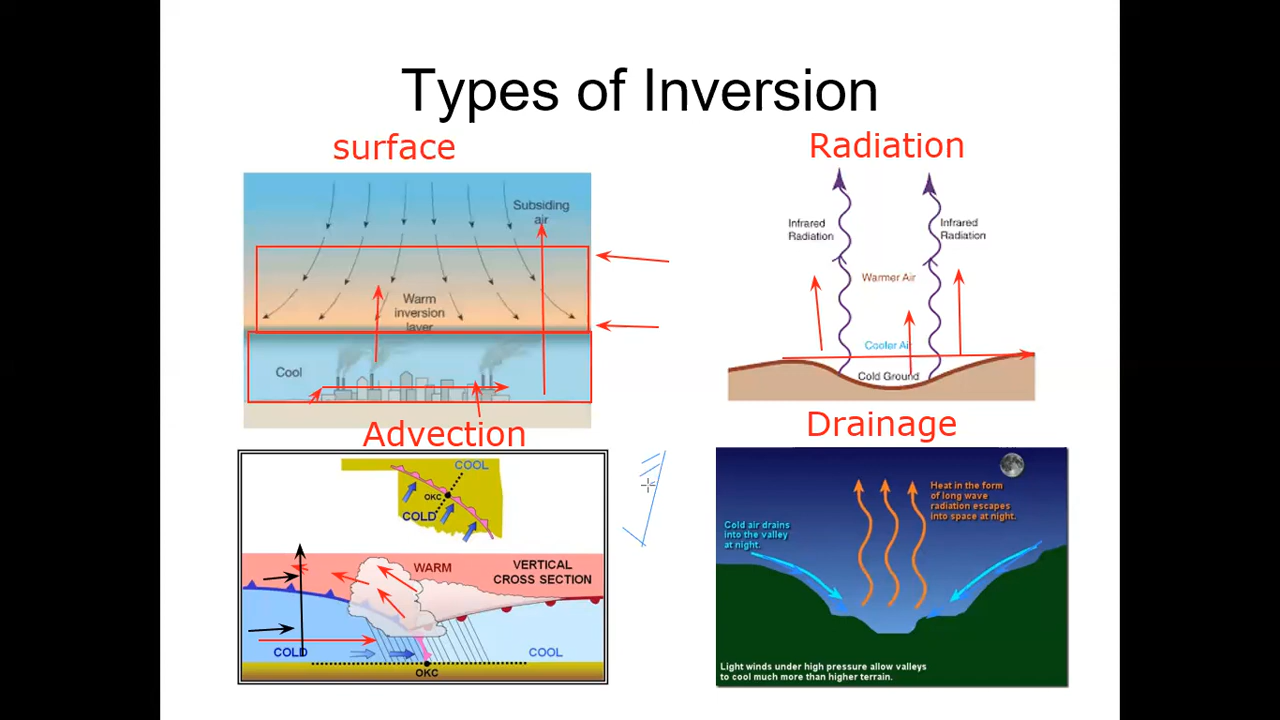 Types of Inversion
surface
Subsiding
air
Warm
inversion
layer
Cool
Radiation
Infrared
Radiation
Infrared
Radiation
Warmer Air
Cooler Air
Cold Ground
Advection
COOL
OKC
COLD
WARM
VERTICAL
CROSS SECTION
COLD
COOL
OKC
Drainage
Heat in the form
of long wave
radiation escapes
into space at night.
Cold air drains
into the valley
at night.
Light winds under high pressure allow valleys
to cool much more than higher terrain.